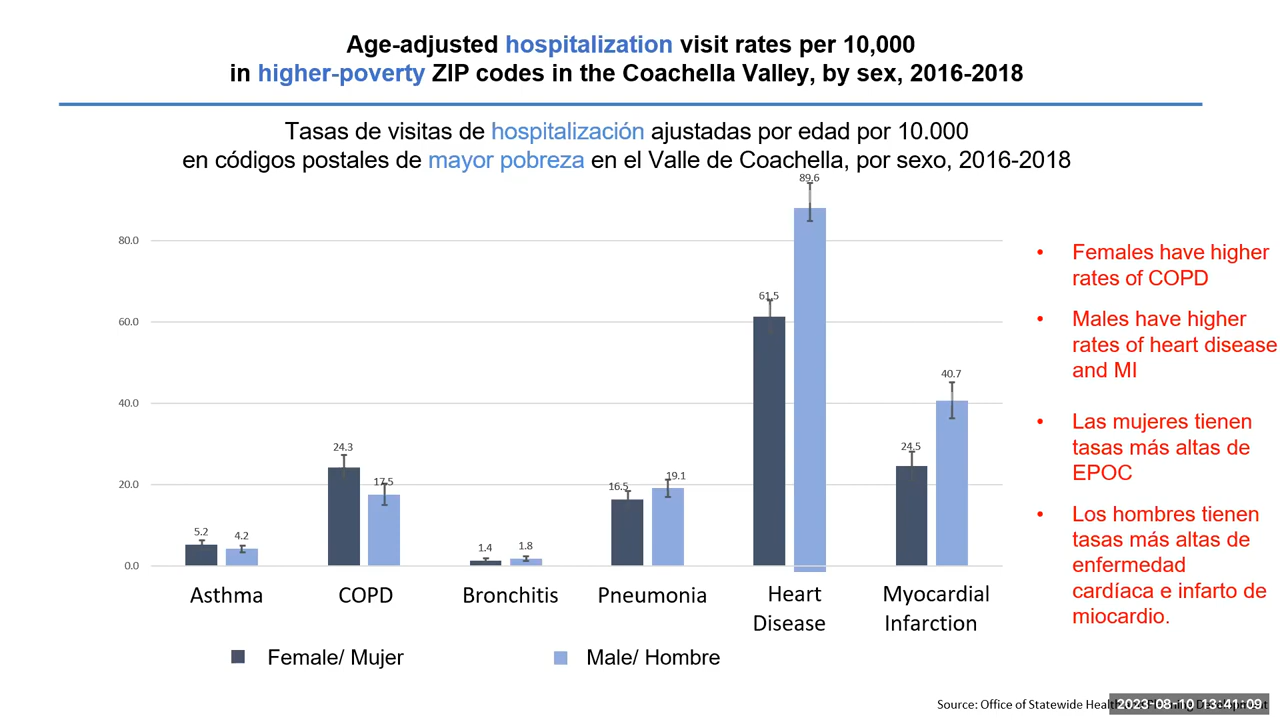 Age-adjusted hospitalization visit rates per 10,000
in higher-poverty ZIP codes in the Coachella Valley, by sex, 2016-2018
Tasas de visitas de hospitalización ajustadas por edad por 10.000
en códigos postales de mayor pobreza en el Valle de Coachella, por sexo, 2016-2018
89.6
80.0
61.5
60.0
40.7
40.0
24.3
17.5
24.5
20.0
16.5
19.1
5.2
4.2
1.4
1.8
0.0
Asthma
COPD
Bronchitis
Pneumonia
Heart
Disease
Myocardial
Infarction
Female/ Mujer
Male/ Hombre
• Females have higher
rates of COPD
• Males have higher
rates of heart disease
and MI
• Las mujeres tienen
tasas más altas de
EPOC
• Los hombres tienen
tasas más altas de
enfermedad
cardíaca e infarto de
miocardio.
Source: Office of Statewide Health
2023-08-10 13:41:09